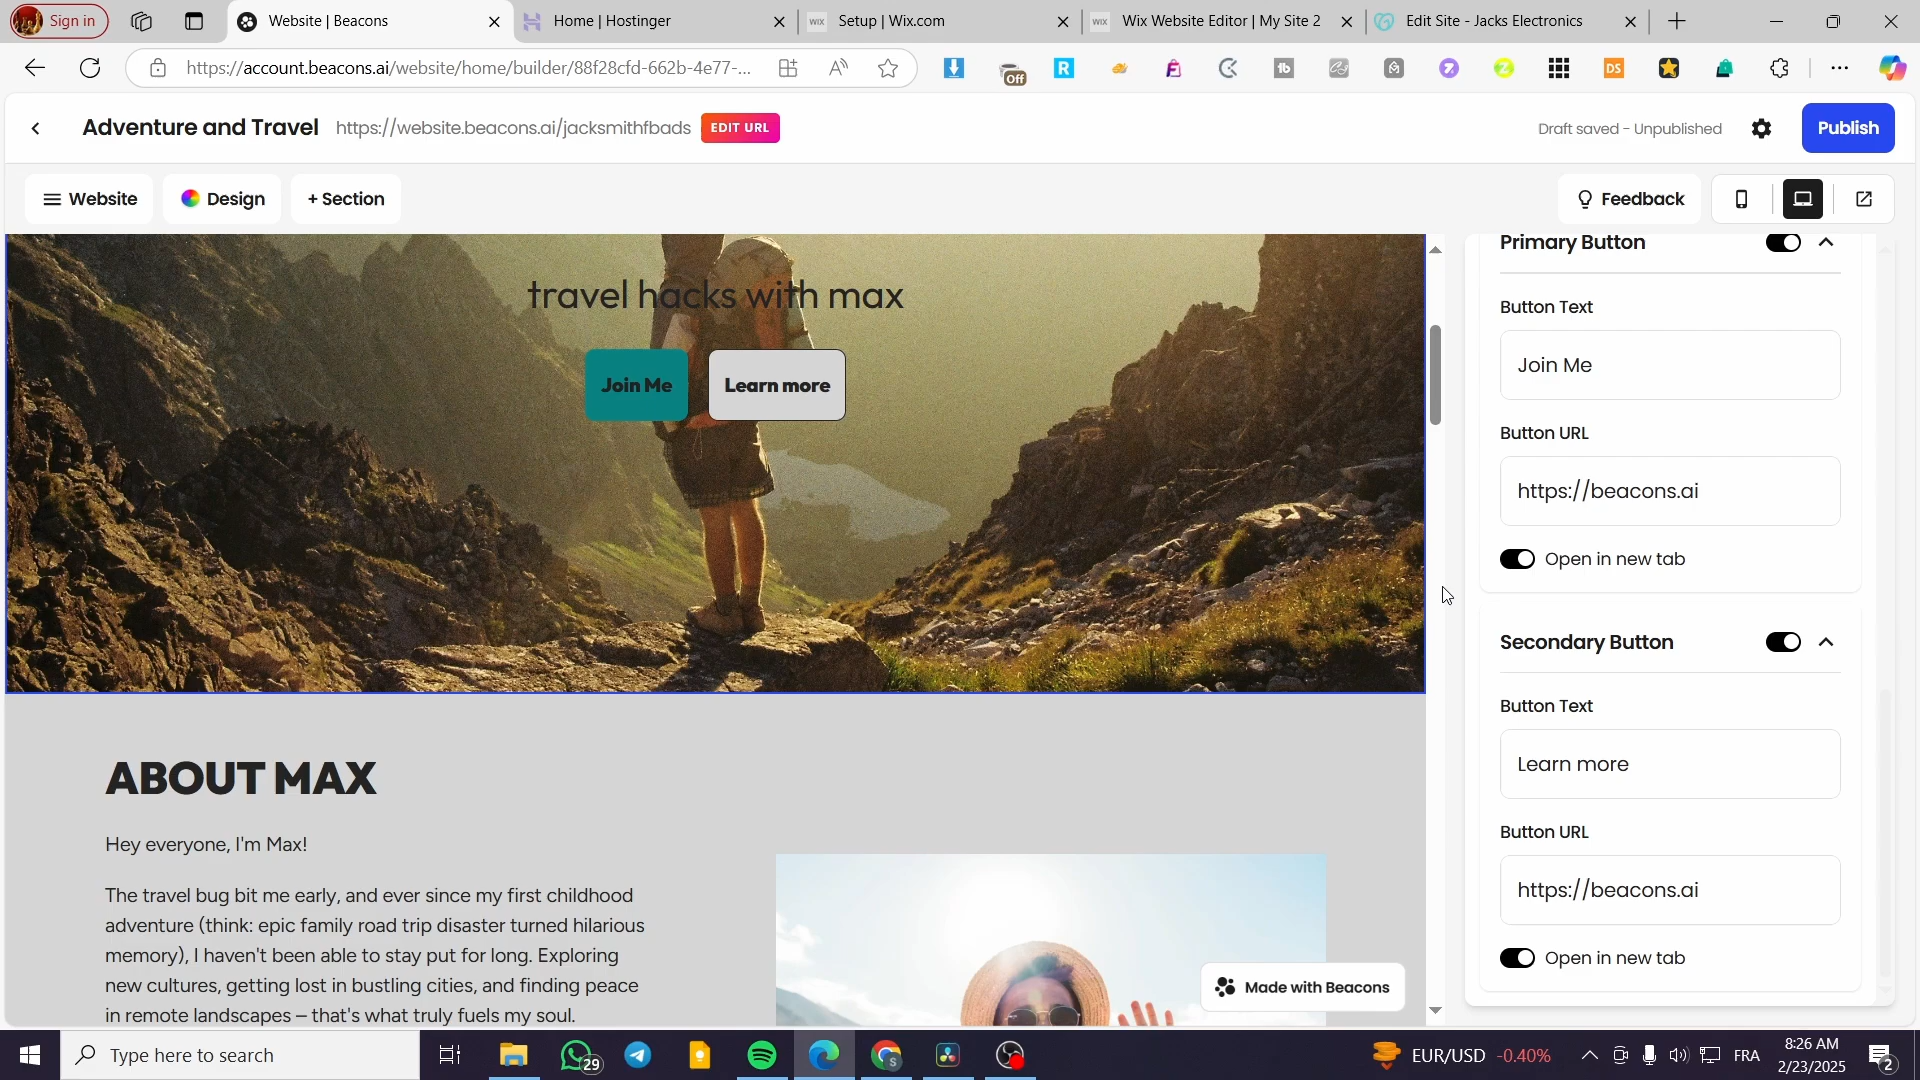 Sign in
Website | Beacons
Home | Hostinger
WIX
Setup | Wix.com
WIX
Wix Website Editor | My Site 2
Edit Site - Jacks Electronics
https://account.beacons.ai/website/home/builder/88f28cfd-662b-4e77-...
Off
R
tb
DS
Adventure and Travel
https://website.beacons.ai/jacksmithfbads
EDIT URL
Draft saved - Unpublished
Publish
Website
Design
+ Section
Feedback
travel hacks with max
Join Me
Learn more
Primary Button
Button Text
Join Me
Button URL
https://beacons.ai
Open in new tab
Secondary Button
Button Text
Learn more
Button URL
https://beacons.ai
Open in new tab
ABOUT MAX
Hey everyone, I'm Max!
The travel bug bit me early, and ever since my first childhood
adventure (think: epic family road trip disaster turned hilarious
memory), I haven't been able to stay put for long. Exploring
new cultures, getting lost in bustling cities, and finding peace
in remote landscapes – that's what truly fuels my soul.
Made with Beacons
Type here to search
29
S
EUR/USD -0.40%
FRA
8:26 AM
2/23/2025
2